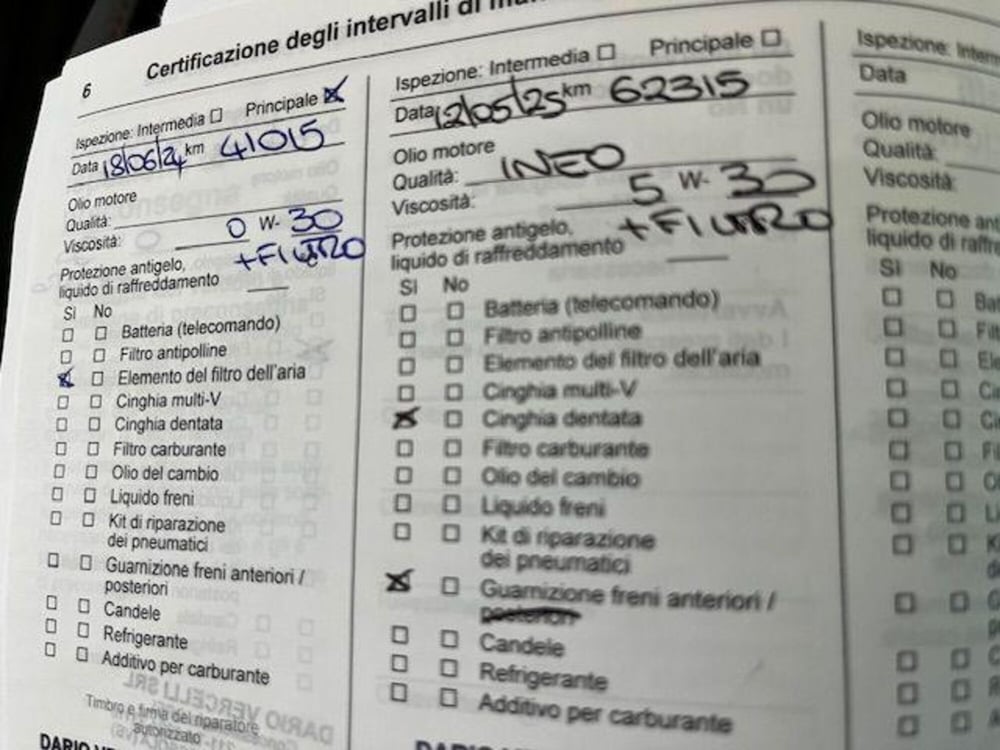 6
Certificazione degli intervalli di
Ispezione: Intermedia ☐ Principale ☒
Data 18/06/24 km 41015
Olio motore
Qualità:
Viscosità: 0 W- 30
+FILTRO
Protezione antigelo,
liquido di raffreddamento
Sì No
☐ ☐ Batteria (telecomando)
☐ ☐ Filtro antipolline
☒ ☐ Elemento del filtro dell'aria
☐ ☐ Cinghia multi-V
☐ ☐ Cinghia dentata
☐ ☐ Filtro carburante
☐ ☐ Olio del cambio
☐ ☐ Liquido freni
☐ ☐ Kit di riparazione
dei pneumatici
☐ ☐ Guarnizione freni anteriori /
posteriori
☐ ☐ Candele
☐ ☐ Refrigerante
☐ ☐ Additivo per carburante
Timbro e firma del riparatore
autorizzato
Ispezione: Intermedia ☐ Principale ☐
Data 12/05/25 km 62315
Olio motore
Qualità: INEO
Viscosità: 5 W- 30
+FILTRO
Protezione antigelo,
liquido di raffreddamento
Sì No
☐ ☐ Batteria (telecomando)
☐ ☐ Filtro antipolline
☐ ☐ Elemento del filtro dell'aria
☐ ☐ Cinghia multi-V
☒ ☐ Cinghia dentata
☐ ☐ Filtro carburante
☐ ☐ Olio del cambio
☐ ☐ Liquido freni
☐ ☐ Kit di riparazione
dei pneumatici
☒ ☐ Guarnizione freni anteriori /
posteriori
☐ ☐ Candele
☐ ☐ Refrigerante
☐ ☐ Additivo per carburante
Ispezione:
Data
Olio motore
Qualità:
Viscosità:
Protezione
liquido di
Sì No
DARIO VERCELLI SRL
DARIO
DARIO